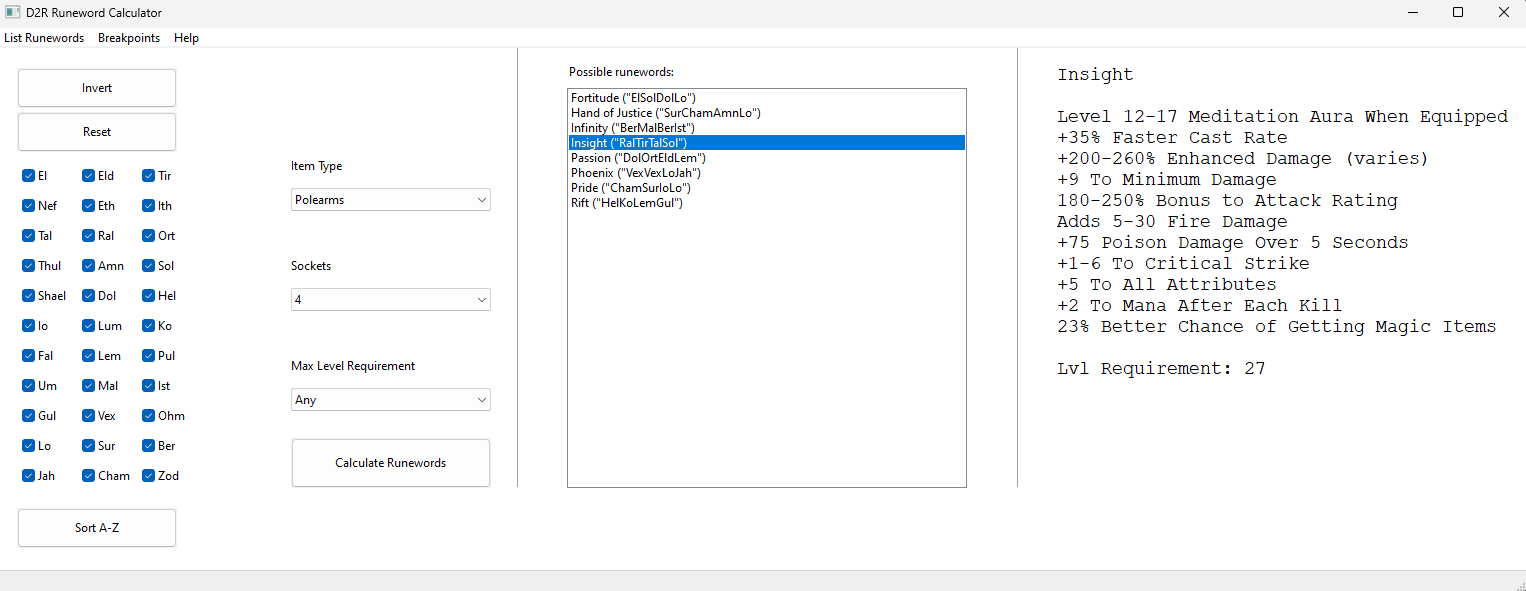 D2R Runeword Calculator
List Runewords Breakpoints Help
Invert
Reset
El Eld Tir
Nef Eth Ith
Tal Ral Ort
Thul Amn Sol
Shael Dol Hel
Io Lum Ko
Fal Lem Pul
Um Mal Ist
Gul Vex Ohm
Lo Sur Ber
Jah Cham Zod
Sort A-Z
Item Type
Polearms
Sockets
4
Max Level Requirement
Any
Calculate Runewords
Possible runewords:
Fortitude ("ElSolDolLo")
Hand of Justice ("SurChamAmnLo")
Infinity ("BerMalBerIst")
Insight ("RalTirTalSol")
Passion ("DolOrtEldLem")
Phoenix ("VexVexLoJah")
Pride ("ChamSurIoLo")
Rift ("HelKoLemGul")
Insight
Level 12-17 Meditation Aura When Equipped
+35% Faster Cast Rate
+200-260% Enhanced Damage (varies)
+9 To Minimum Damage
180-250% Bonus to Attack Rating
Adds 5-30 Fire Damage
+75 Poison Damage Over 5 Seconds
+1-6 To Critical Strike
+5 To All Attributes
+2 To Mana After Each Kill
23% Better Chance of Getting Magic Items
Lvl Requirement: 27